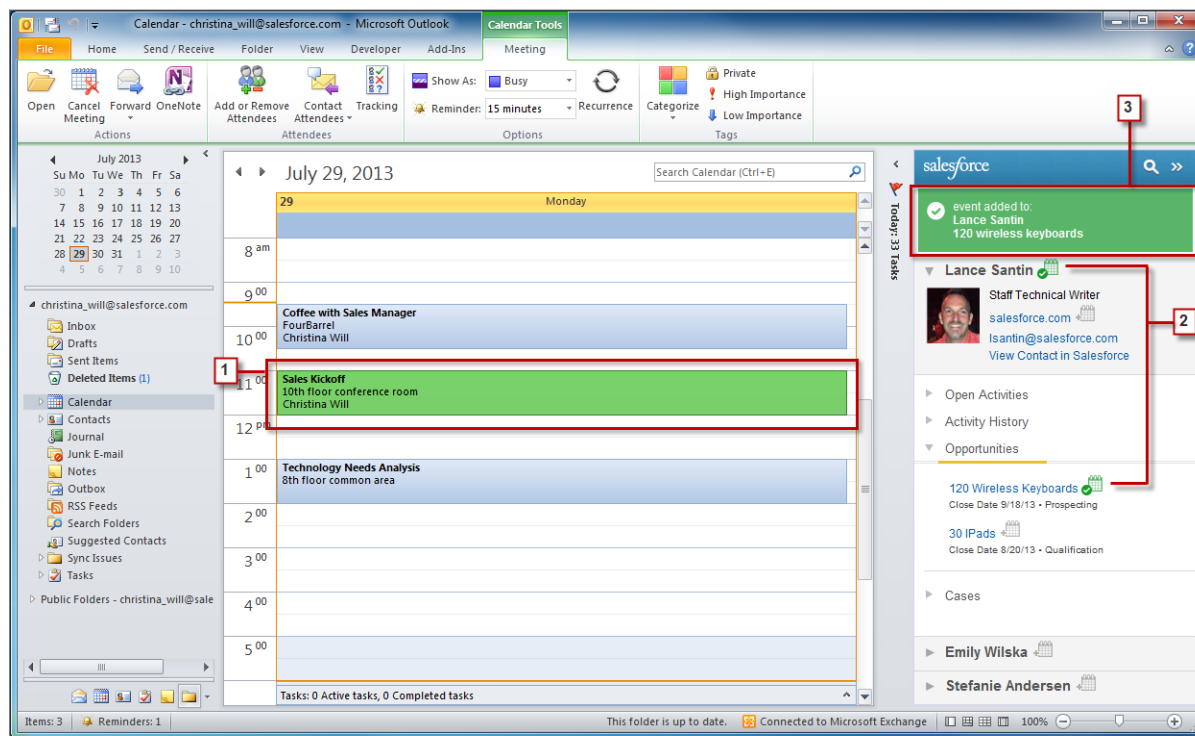 Calendar - christina_will@salesforce.com - Microsoft Outlook
Calendar Tools
File Home Send / Receive Folder View Developer Add-Ins Meeting
Open
Cancel Meeting
Forward
OneNote
Actions
Add or Remove Attendees
Contact Attendees
Tracking
Attendees
Show As: Busy
Reminder: 15 minutes
Recurrence
Options
Categorize
Private
High Importance
Low Importance
Tags
July 2013
Su Mo Tu We Th Fr Sa
30 1 2 3 4 5 6
7 8 9 10 11 12 13
14 15 16 17 18 19 20
21 22 23 24 25 26 27
28 29 30 31 1 2 3
4 5 6 7 8 9 10
christina_will@salesforce.com
Inbox
Drafts
Sent Items
Deleted Items (1)
Calendar
Contacts
Journal
Junk E-mail
Notes
Outbox
RSS Feeds
Search Folders
Suggested Contacts
Sync Issues
Tasks
Public Folders - christina_will@sale
July 29, 2013
Search Calendar (Ctrl+E)
29 Monday
8 am
9 00
Coffee with Sales Manager
FourBarrel
10 00
Christina Will
1
11 00
Sales Kickoff
10th floor conference room
Christina Will
12 pm
1 00
Technology Needs Analysis
8th floor common area
2 00
3 00
4 00
5 00
Tasks: 0 Active tasks, 0 Completed tasks
Today: 33 Tasks
3
salesforce
event added to:
Lance Santin
120 wireless keyboards
Lance Santin
Staff Technical Writer
salesforce.com
lsantin@salesforce.com
View Contact in Salesforce
2
Open Activities
Activity History
Opportunities
120 Wireless Keyboards
Close Date 9/18/13 • Prospecting
30 IPads
Close Date 8/20/13 • Qualification
Cases
Emily Wilska
Stefanie Andersen
Items: 3
Reminders: 1
This folder is up to date.
Connected to Microsoft Exchange
100%